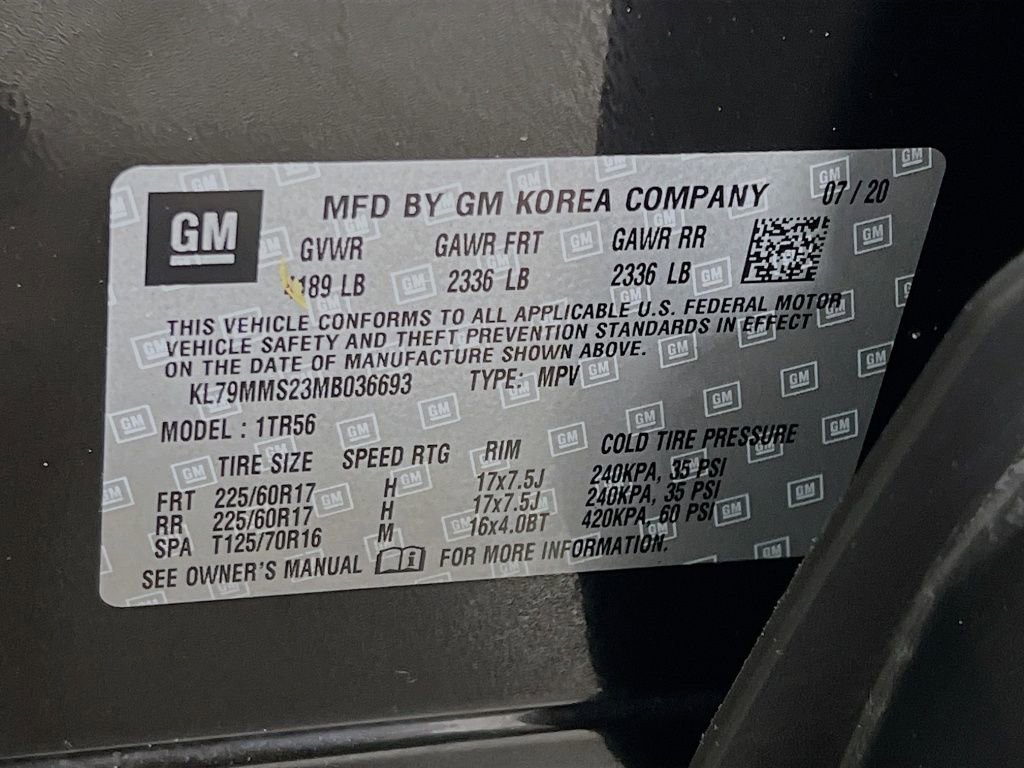 GM
MFD BY GM KOREA COMPANY 07/20
GVWR GAWR FRT GAWR RR
189 LB 2336 LB 2336 LB
THIS VEHICLE CONFORMS TO ALL APPLICABLE U.S. FEDERAL MOTOR
VEHICLE SAFETY AND THEFT PREVENTION STANDARDS IN EFFECT
ON THE DATE OF MANUFACTURE SHOWN ABOVE.
KL79MMS23MB036693 TYPE: MPV
MODEL : 1TR56
TIRE SIZE SPEED RTG RIM COLD TIRE PRESSURE
FRT 225/60R17 H 17x7.5J 240KPA, 35 PSI
RR 225/60R17 H 17x7.5J 240KPA, 35 PSI
SPA T125/70R16 M 16x4.0BT 420KPA, 60 PSI
SEE OWNER'S MANUAL FOR MORE INFORMATION.